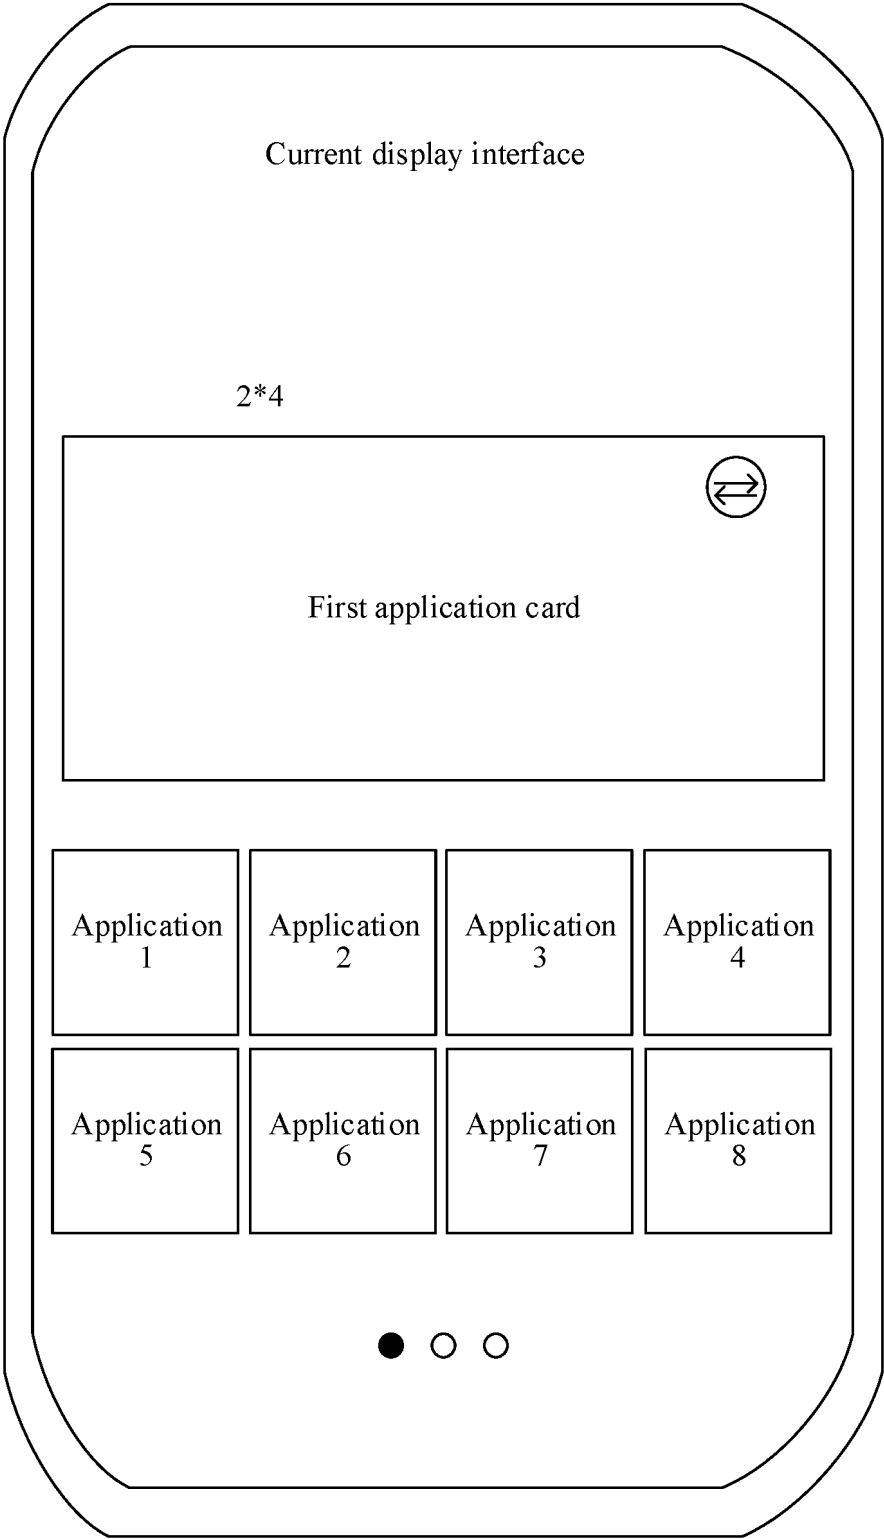 Current display interface
2*4
First application card
Application
1
Application
2
Application
3
Application
4
Application
5
Application
6
Application
7
Application
8